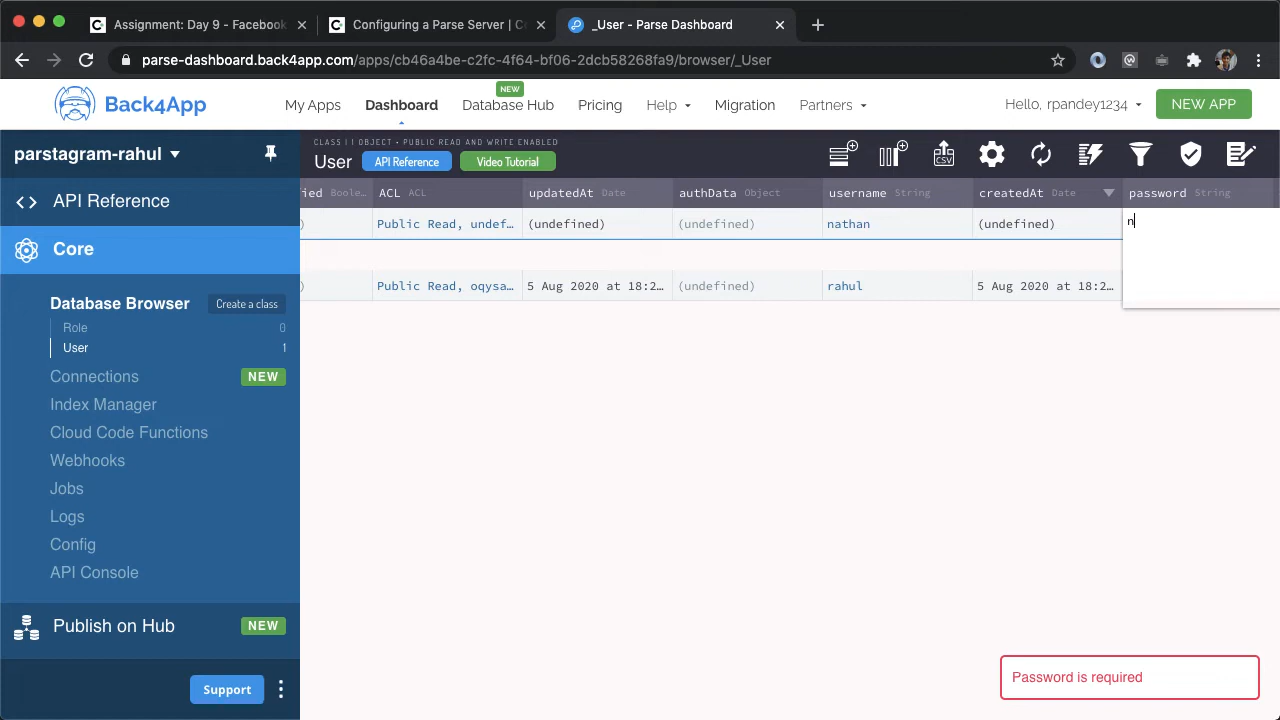 Assignment: Day 9 - Facebook
Configuring a Parse Server | Co
_User - Parse Dashboard
parse-dashboard.back4app.com/apps/cb46a4be-c2fc-4f64-bf06-2dcb58268fa9/browser/_User
Back4App
My Apps
Dashboard
NEW
Database Hub
Pricing
Help
Migration
Partners
Hello, rpandey1234
NEW APP
parstagram-rahul
CLASS | 1 OBJECT • PUBLIC READ AND WRITE ENABLED
User
API Reference
Video Tutorial
CSV
API Reference
Core
Database Browser
Create a class
Role 0
User 1
Connections NEW
Index Manager
Cloud Code Functions
Webhooks
Jobs
Logs
Config
API Console
Publish on Hub NEW
Support
fied Boole… ACL ACL updatedAt Date authData Object username String createdAt Date password String
) Public Read, undef… (undefined) (undefined) nathan (undefined) n
) Public Read, oqysa… 5 Aug 2020 at 18:2… (undefined) rahul 5 Aug 2020 at 18:2…
Password is required